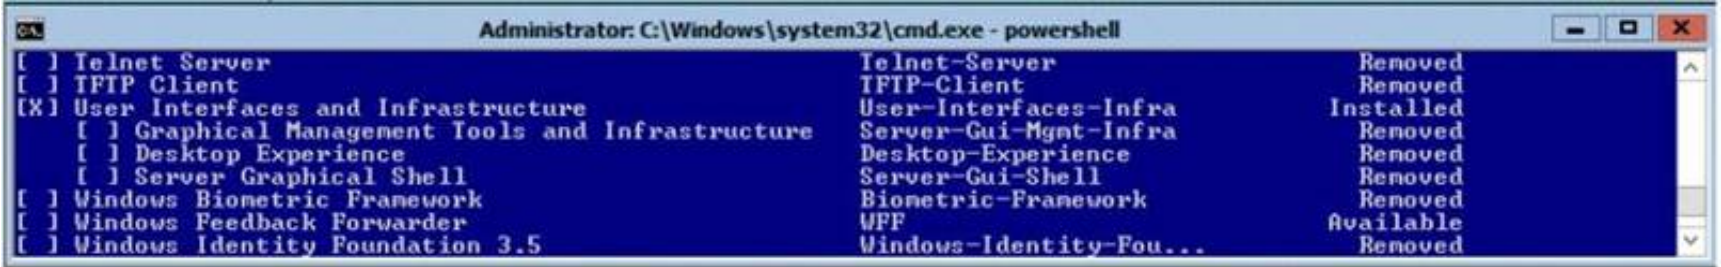 Administrator: C:\Windows\system32\cmd.exe - powershell
[ ] Telnet Server Telnet-Server Removed
[ ] TFTP Client TFTP-Client Removed
[X] User Interfaces and Infrastructure User-Interfaces-Infra Installed
[ ] Graphical Management Tools and Infrastructure Server-Gui-Mgmt-Infra Removed
[ ] Desktop Experience Desktop-Experience Removed
[ ] Server Graphical Shell Server-Gui-Shell Removed
[ ] Windows Biometric Framework Biometric-Framework Removed
[ ] Windows Feedback Forwarder WFF Available
[ ] Windows Identity Foundation 3.5 Windows-Identity-Fou... Removed